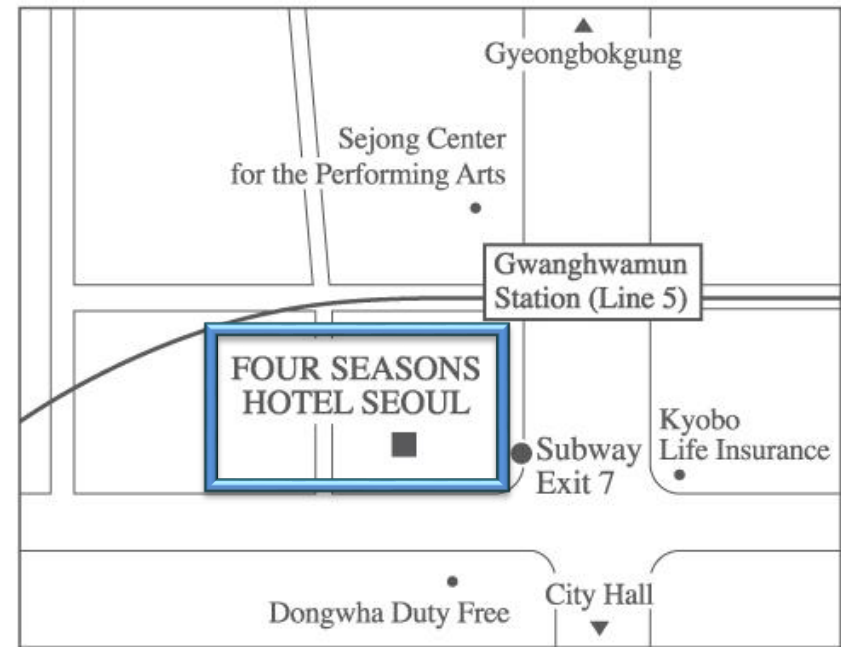 Gyeongbokgung
Sejong Center
for the Performing Arts
Gwanghwamun
Station (Line 5)
FOUR SEASONS
HOTEL SEOUL
Kyobo
Life Insurance
Subway
Exit 7
City Hall
Dongwha Duty Free